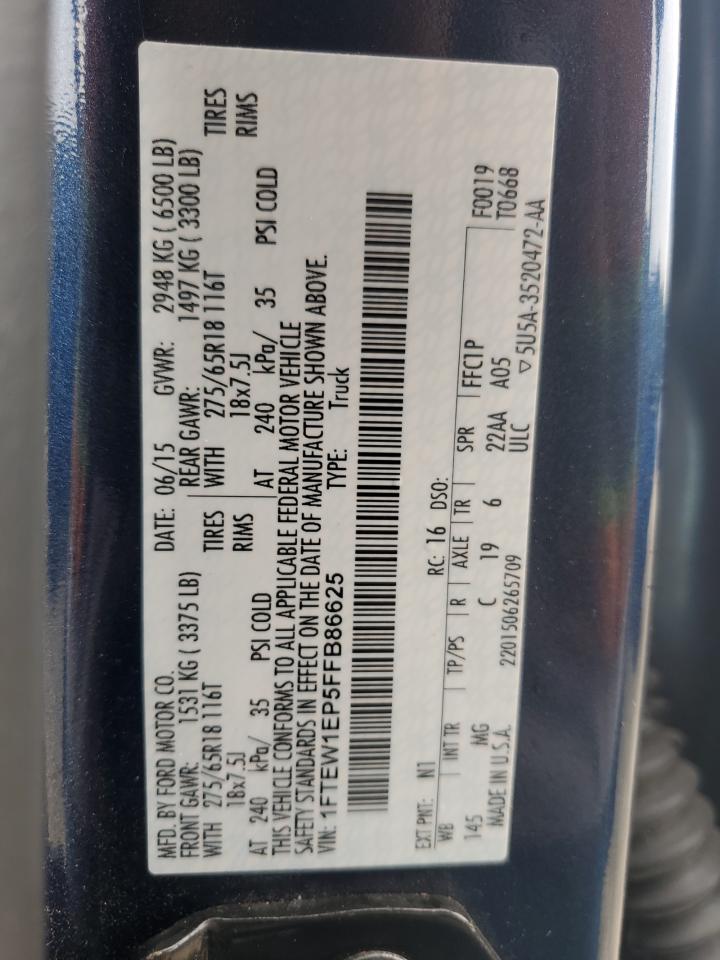 MFD. BY FORD MOTOR CO. DATE: 06/15 GVWR: 2948 KG ( 6500 LB)
FRONT GAWR: 1531 KG ( 3375 LB) REAR GAWR: 1497 KG ( 3300 LB)
WITH 275/65R18 116T TIRES WITH 275/65R18 116T TIRES
18x7.5J RIMS 18x7.5J RIMS
AT 240 kPa/ 35 PSI COLD AT 240 kPa/ 35 PSI COLD
THIS VEHICLE CONFORMS TO ALL APPLICABLE FEDERAL MOTOR VEHICLE
SAFETY STANDARDS IN EFFECT ON THE DATE OF MANUFACTURE SHOWN ABOVE.
VIN: 1FTEW1EP5FFB86625 TYPE: Truck
EXT PNT: N1 RC: 16 DSO:
WB INT TR TP/PS R AXLE TR SPR FFC1P F0019
145 MG C 19 6 22AA A05 T0668
MADE IN U.S.A. 2201506265709 ULC ▽ 5U5A-3520472-AA